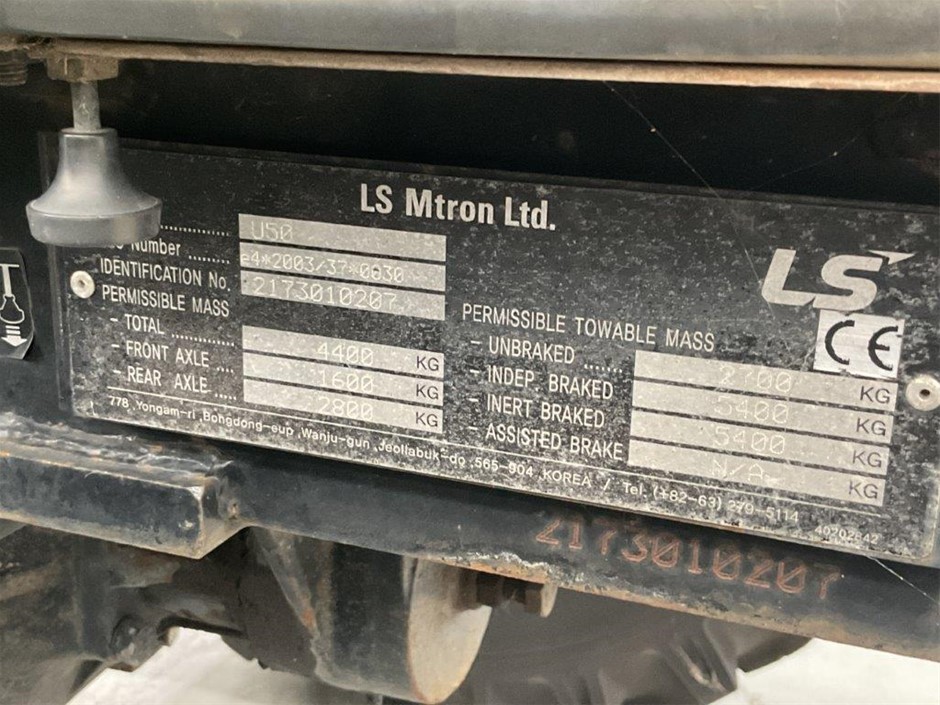 LS Mtron Ltd.
U50
Number ........ e4*2003/37*0030
IDENTIFICATION No. 2173010207
PERMISSIBLE MASS
- TOTAL .............. 4400 KG
- FRONT AXLE .... 1600 KG
- REAR AXLE ..... 2800 KG
LS
CE
PERMISSIBLE TOWABLE MASS
- UNBRAKED ...... 2700 KG
- INDEP. BRAKED 5400 KG
- INERT BRAKED 5400 KG
- ASSISTED BRAKE N/A KG
778, Yongam-ri, Bongdong-eup, Wanju-gun, Jeollabuk-do, 565-904, KOREA / Tel. (+82-63) 279-5114 40202842
2173010207